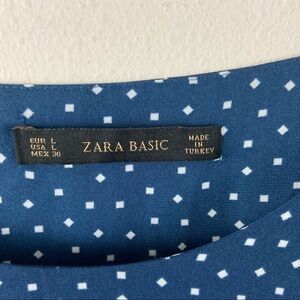 EUR L
USA L
MEX 30
ZARA BASIC
MADE
IN
TURKEY